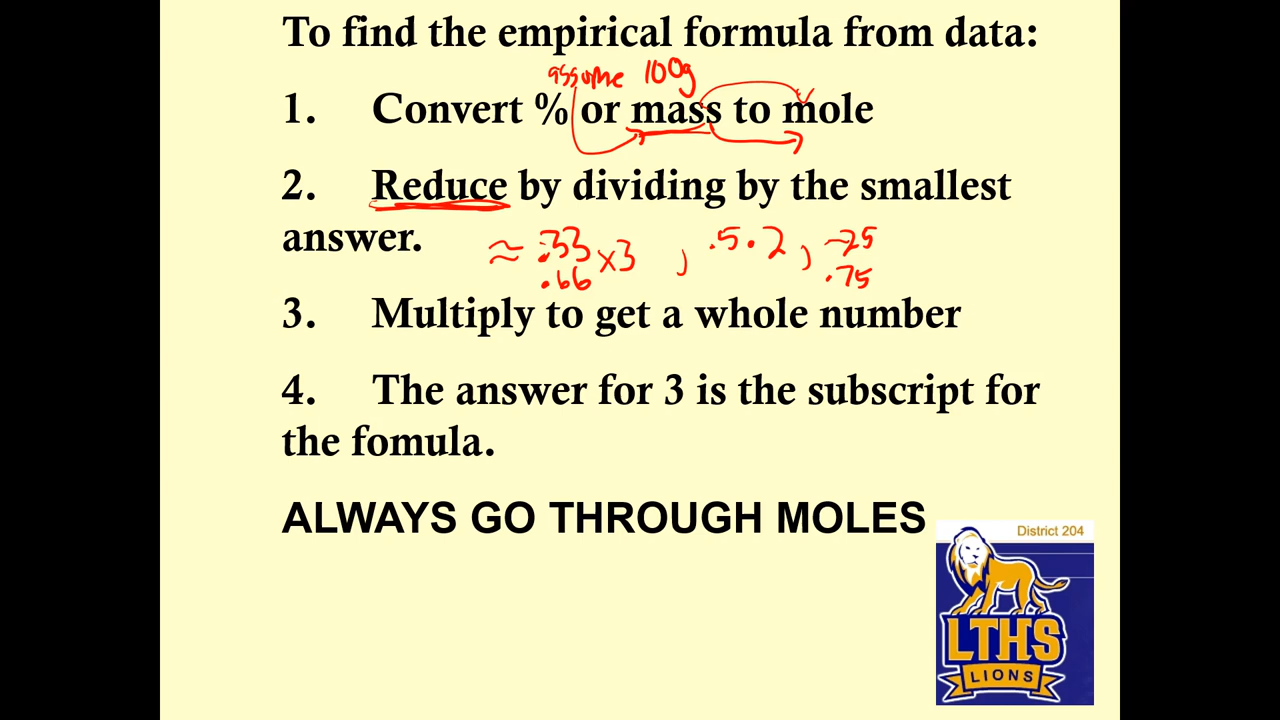 To find the empirical formula from data:
assume 100g
1. Convert % or mass to mole
2. Reduce by dividing by the smallest
answer.
≈ .33 x3 , .5 • 2 , .25
.66 .75
3. Multiply to get a whole number
4. The answer for 3 is the subscript for
the fomula.
ALWAYS GO THROUGH MOLES
District 204
LTHS
LIONS